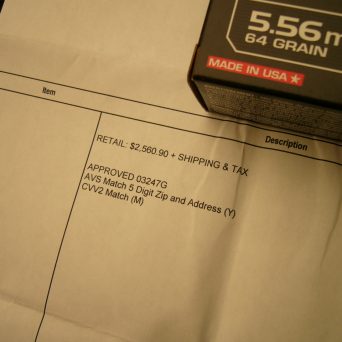 5.56m
64 GRAIN
MADE IN USA
Item
Description
RETAIL: $2,560.90 + SHIPPING & TAX
APPROVED 03247G
AVS Match 5 Digit Zip and Address (Y)
CVV2 Match (M)